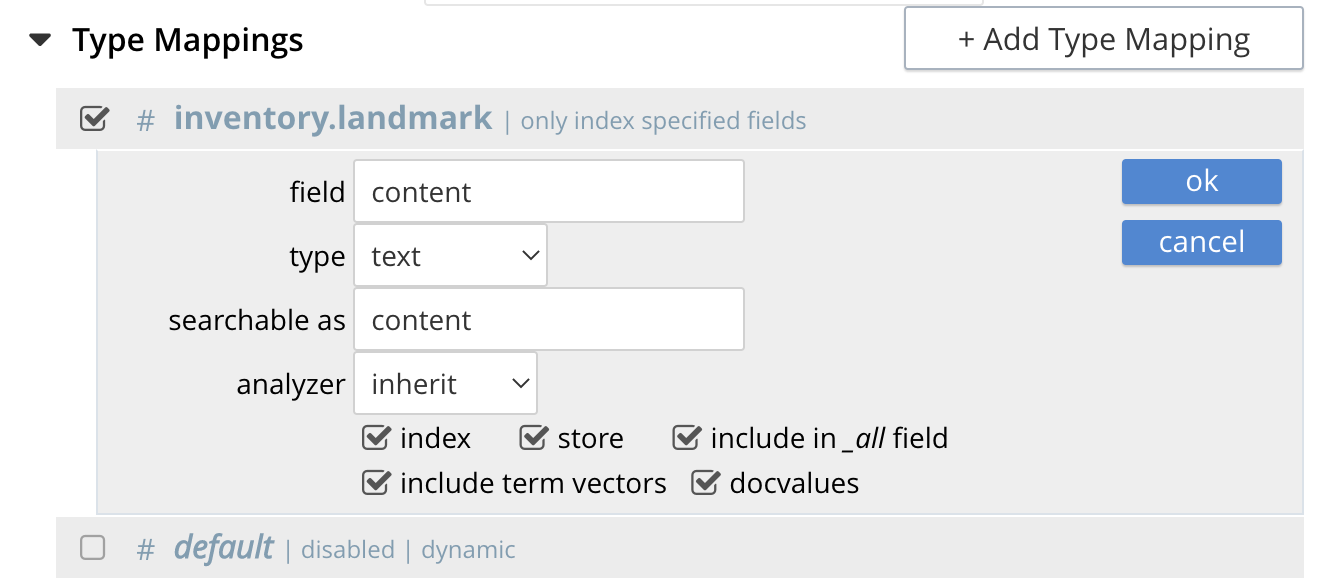 Type Mappings
+ Add Type Mapping
# inventory.landmark | only index specified fields
field content
ok
type text
cancel
searchable as content
analyzer inherit
index store include in _all field
include term vectors docvalues
# default | disabled | dynamic